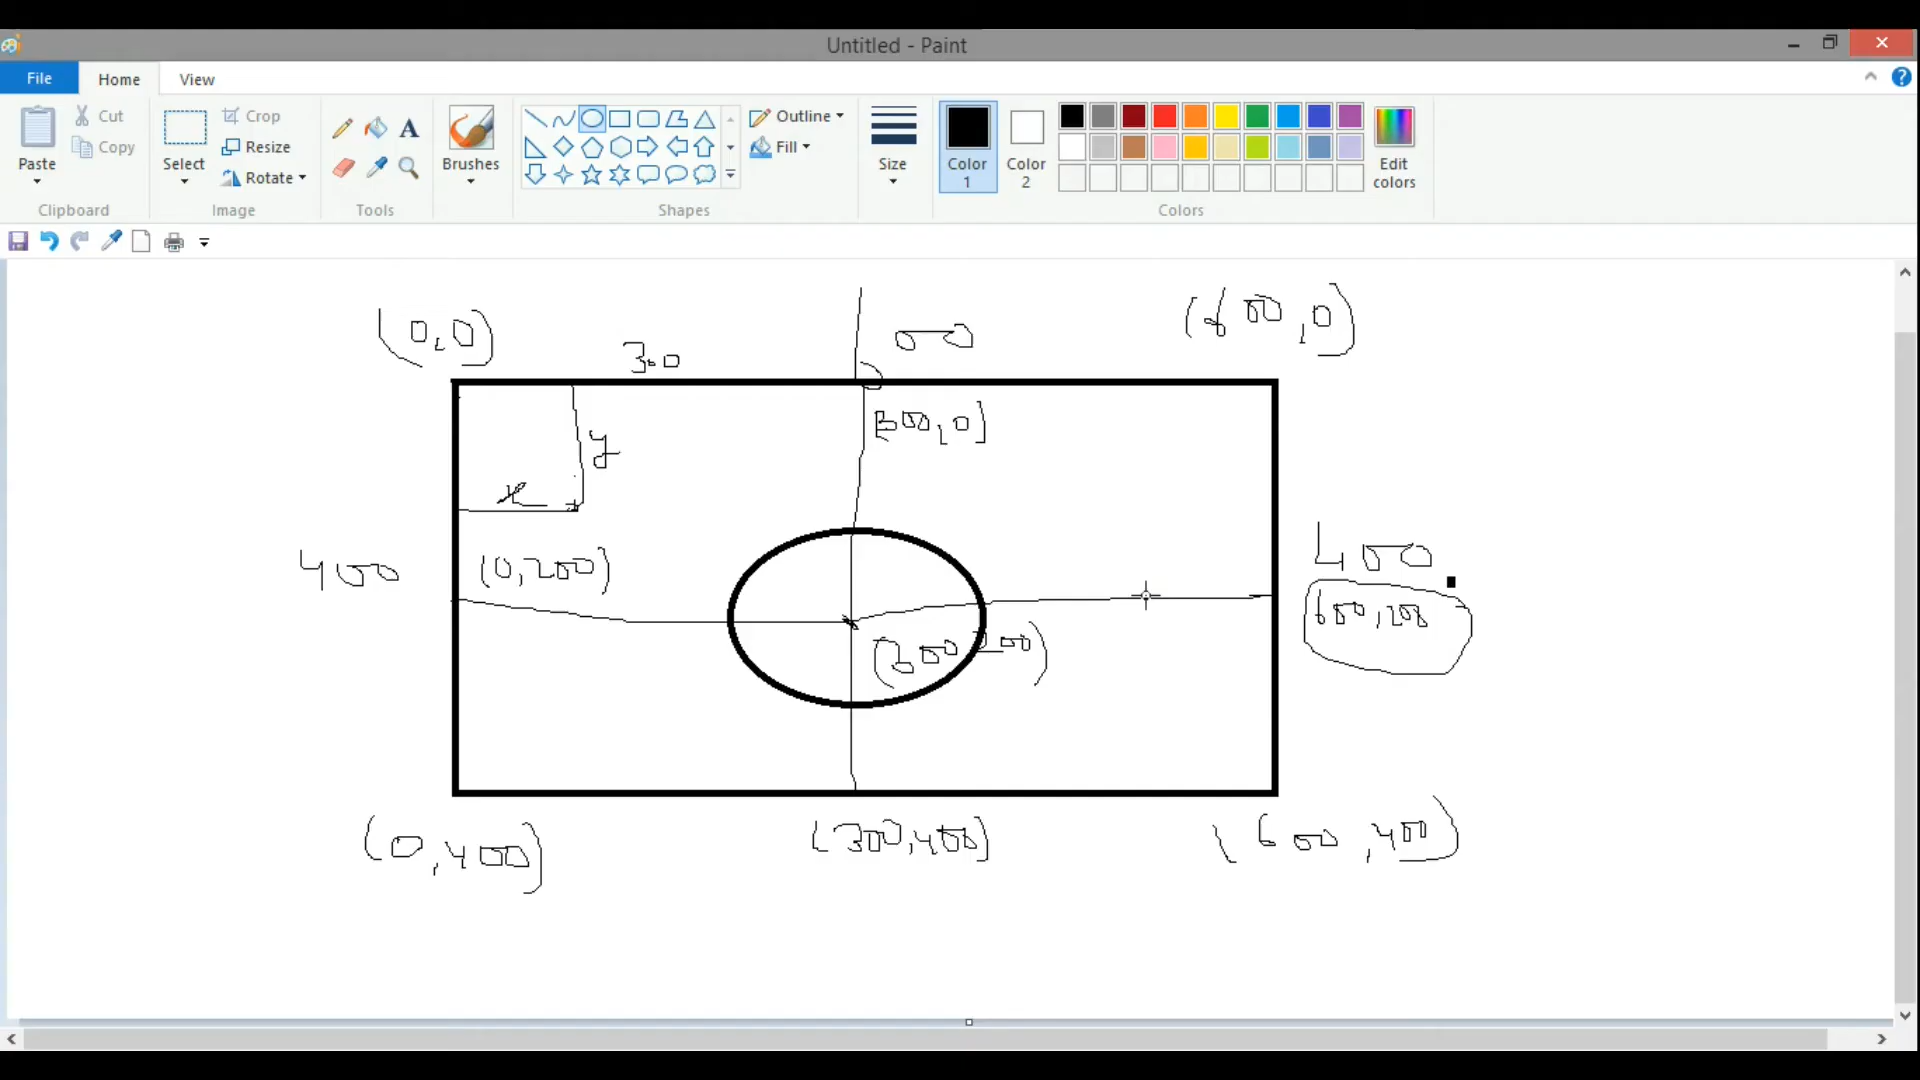 Untitled - Paint
File
Home
View
Paste
Cut
Copy
Clipboard
Select
Crop
Resize
Rotate
Image
Tools
Brushes
Shapes
Outline
Fill
Size
Color 1
Color 2
Edit colors
Colors
(0,0)
300
00
(600,0)
(300,0)
y
x
400
(0,200)
400
600,200
(300,200)
(0,400)
(300,400)
(600,400)